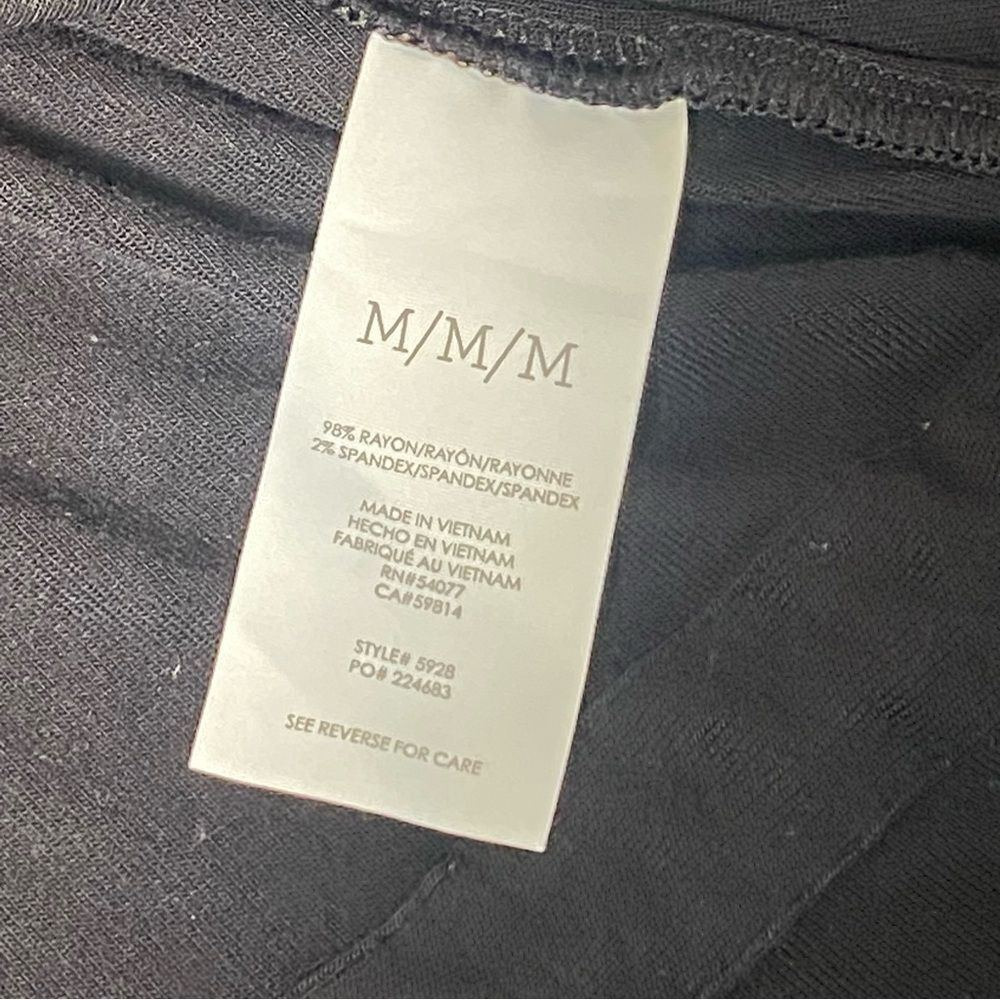 M/M/M
98% RAYON/RAYÓN/RAYONNE
2% SPANDEX/SPANDEX/SPANDEX
MADE IN VIETNAM
HECHO EN VIETNAM
FABRIQUÉ AU VIETNAM
RN#54077
CA#59814
STYLE# 5928
PO# 224683
SEE REVERSE FOR CARE